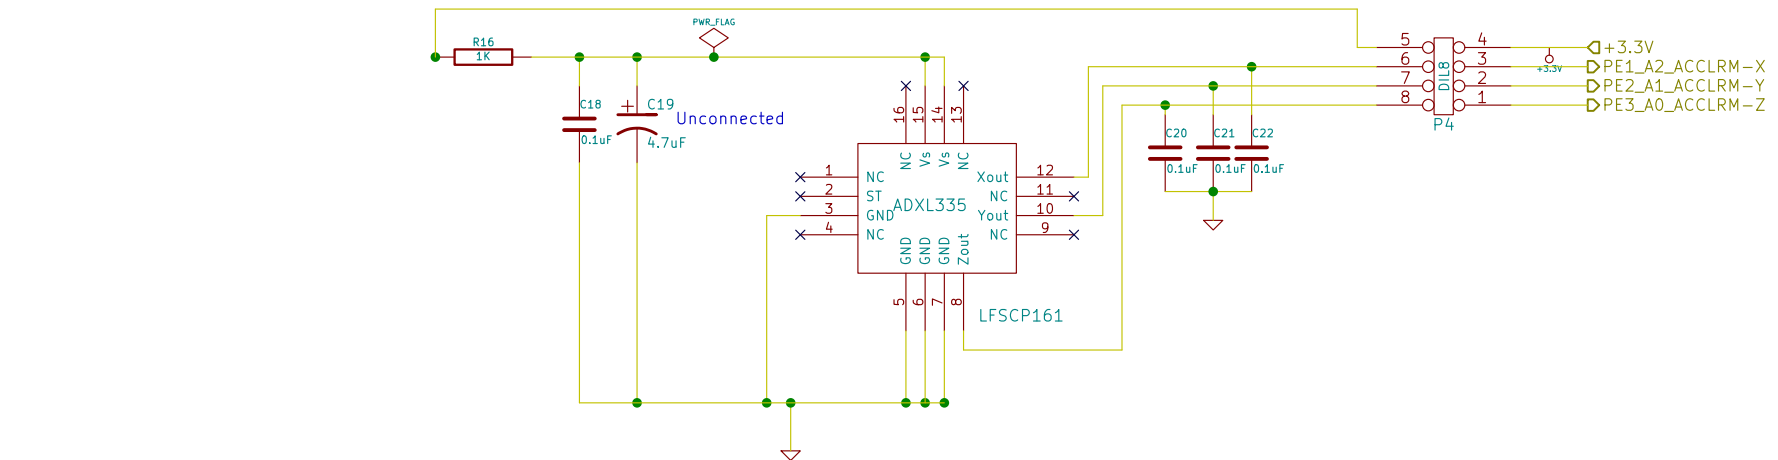 PWR_FLAG
R16
1K
5
4
+3.3V
6
3
+3.3V
PE1_A2_ACCLRM-X
7
2
PE2_A1_ACCLRM-Y
8
1
PE3_A0_ACCLRM-Z
DIL8
P4
C18
0.1uF
C19
4.7uF
Unconnected
16
15
14
13
NC
Vs
Vs
NC
C20
0.1uF
C21
0.1uF
C22
0.1uF
1
NC
2
ST
3
GND
4
NC
ADXL335
Xout
12
NC
11
Yout
10
NC
9
GND
GND
GND
Zout
5
6
7
8
LFSCP161